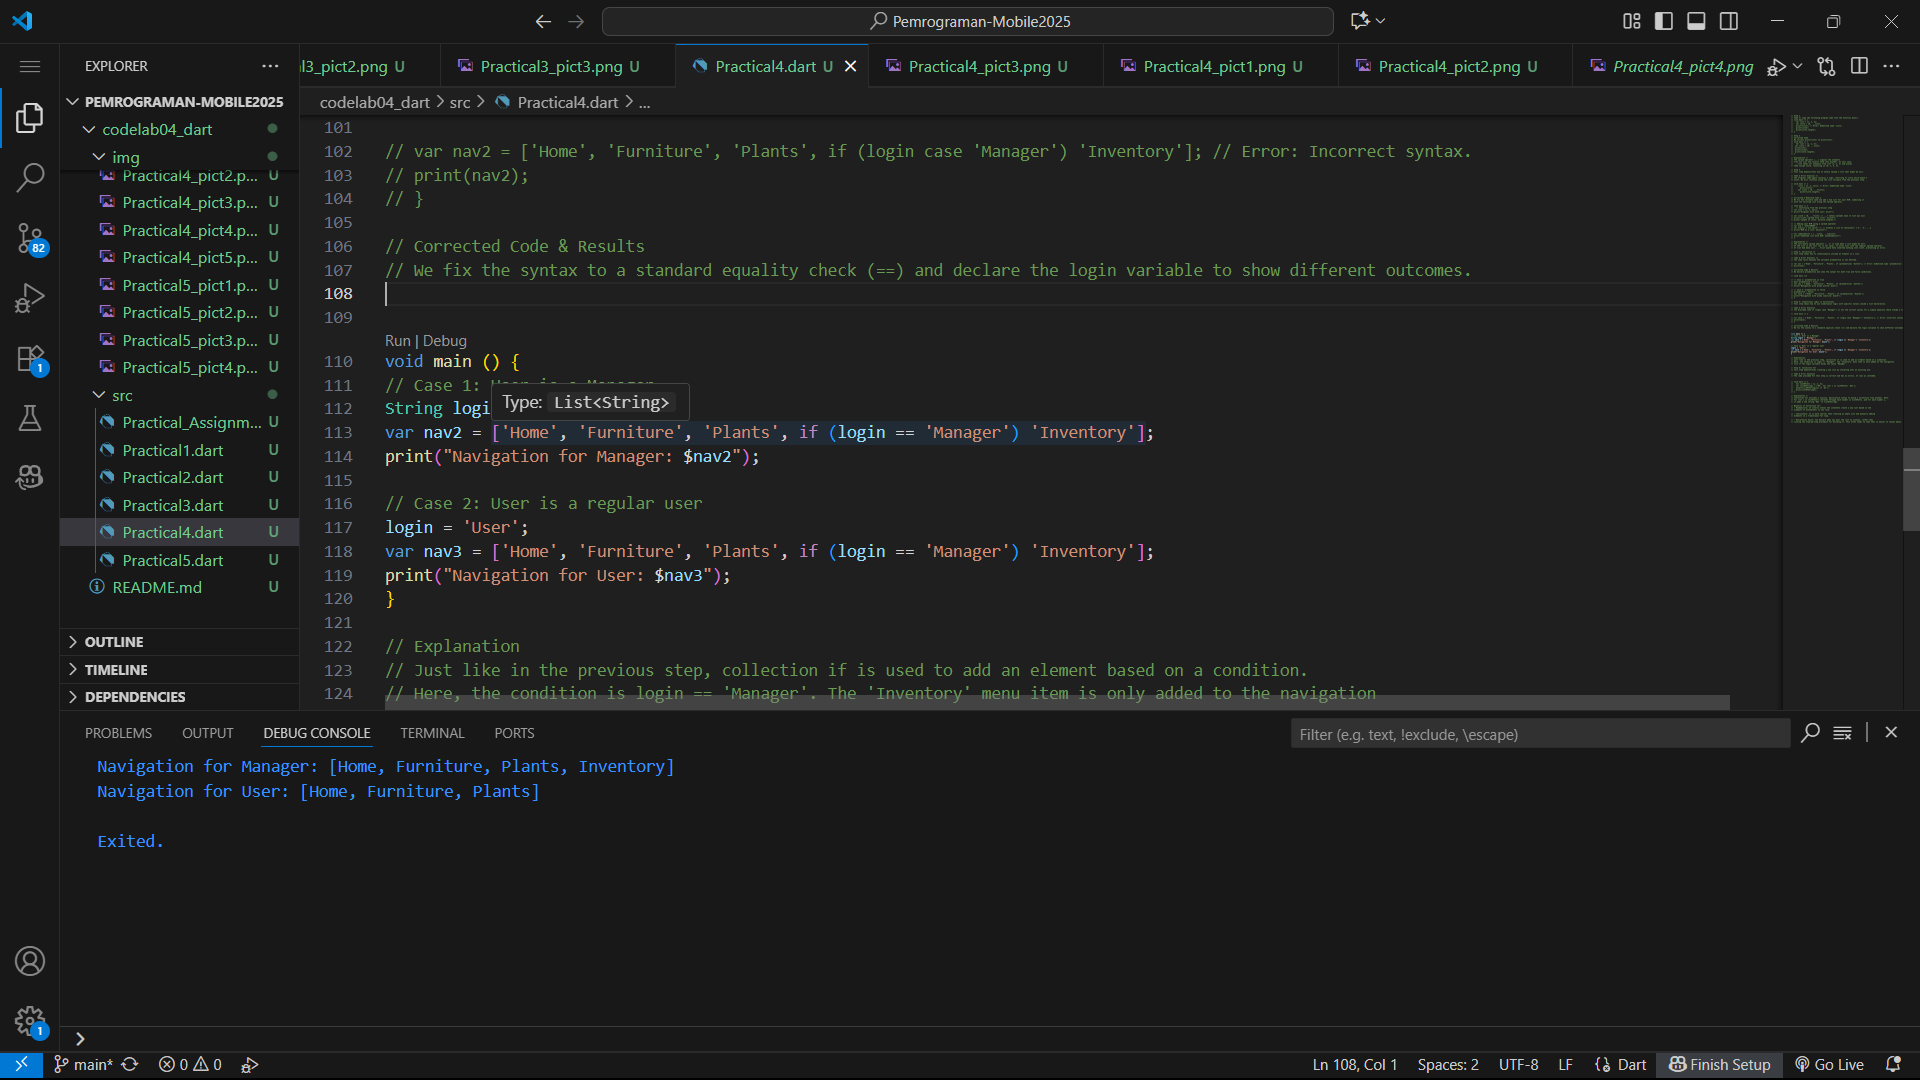 Pemrograman-Mobile2025
EXPLORER
PEMROGRAMAN-MOBILE2025
codelab04_dart
img
Practical4_pict2.p... U
Practical4_pict3.p... U
Practical4_pict4.p... U
Practical4_pict5.p... U
Practical5_pict1.p... U
Practical5_pict2.p... U
Practical5_pict3.p... U
Practical5_pict4.p... U
src
Practical_Assignm... U
Practical1.dart U
Practical2.dart U
Practical3.dart U
Practical4.dart U
Practical5.dart U
README.md U
OUTLINE
TIMELINE
DEPENDENCIES
82
1
1
l3_pict2.png U
Practical3_pict3.png U
Practical4.dart U
Practical4_pict3.png U
Practical4_pict1.png U
Practical4_pict2.png U
Practical4_pict4.png
codelab04_dart > src > Practical4.dart > ...
101
102 // var nav2 = ['Home', 'Furniture', 'Plants', if (login case 'Manager') 'Inventory']; // Error: Incorrect syntax.
103 // print(nav2);
104 // }
105
106 // Corrected Code & Results
107 // We fix the syntax to a standard equality check (==) and declare the login variable to show different outcomes.
108
109
Run | Debug
110 void main () {
111 // Case 1:
Type: List<String>
112 String logi
113 var nav2 = ['Home', 'Furniture', 'Plants', if (login == 'Manager') 'Inventory'];
114 print("Navigation for Manager: $nav2");
115
116 // Case 2: User is a regular user
117 login = 'User';
118 var nav3 = ['Home', 'Furniture', 'Plants', if (login == 'Manager') 'Inventory'];
119 print("Navigation for User: $nav3");
120 }
121
122 // Explanation
123 // Just like in the previous step, collection if is used to add an element based on a condition.
124 // Here, the condition is login == 'Manager'. The 'Inventory' menu item is only added to the navigation
PROBLEMS OUTPUT DEBUG CONSOLE TERMINAL PORTS
Filter (e.g. text, !exclude, \escape)
Navigation for Manager: [Home, Furniture, Plants, Inventory]
Navigation for User: [Home, Furniture, Plants]
Exited.
main* 0 0
Ln 108, Col 1 Spaces: 2 UTF-8 LF Dart Finish Setup Go Live